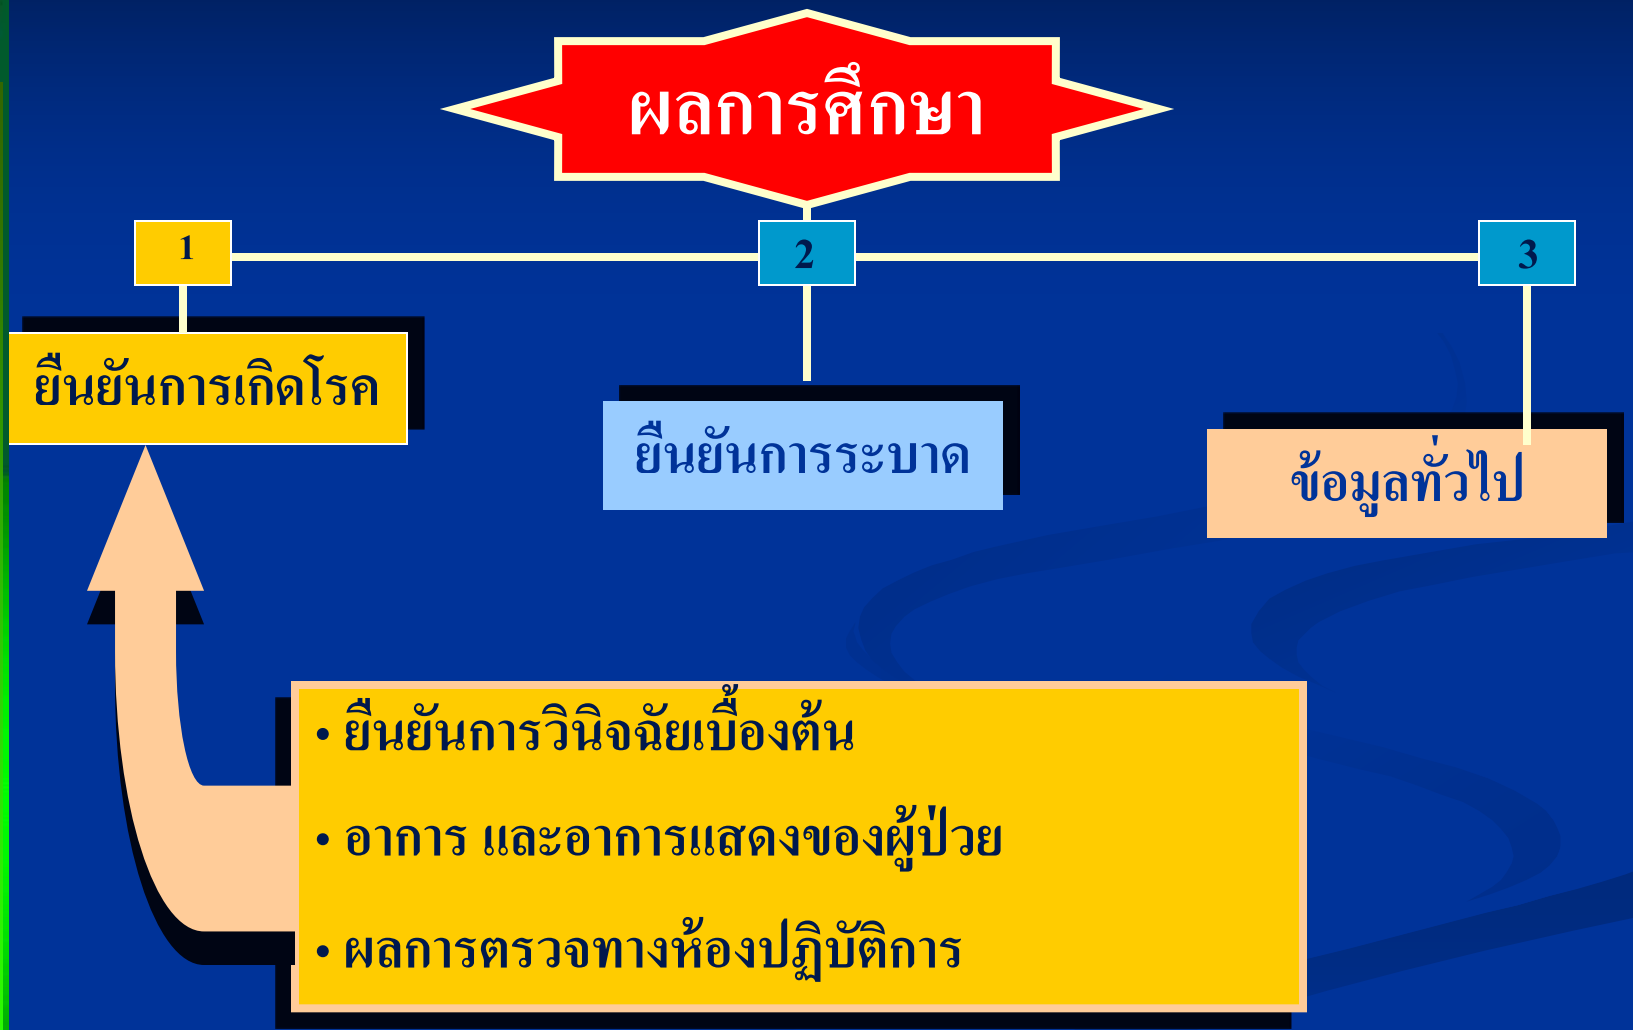 ผลการศึกษา
1
2
3
ยืนยันการเกิดโรค
ยืนยันการระบาด
ข้อมูลทั่วไป
• ยืนยันการวินิจฉัยเบื้องต้น
• อาการ และอาการแสดงของผู้ป่วย
• ผลการตรวจทางห้องปฏิบัติการ